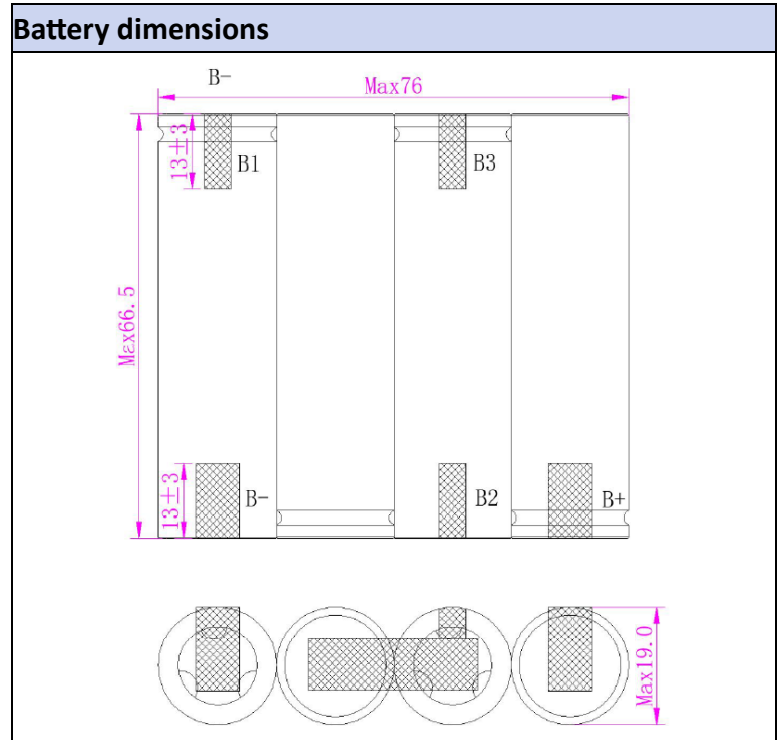 Battery dimensions
B-
Max76
13±3
B1
B3
Max66.5
13±3
B-
B2
B+
Max19.0